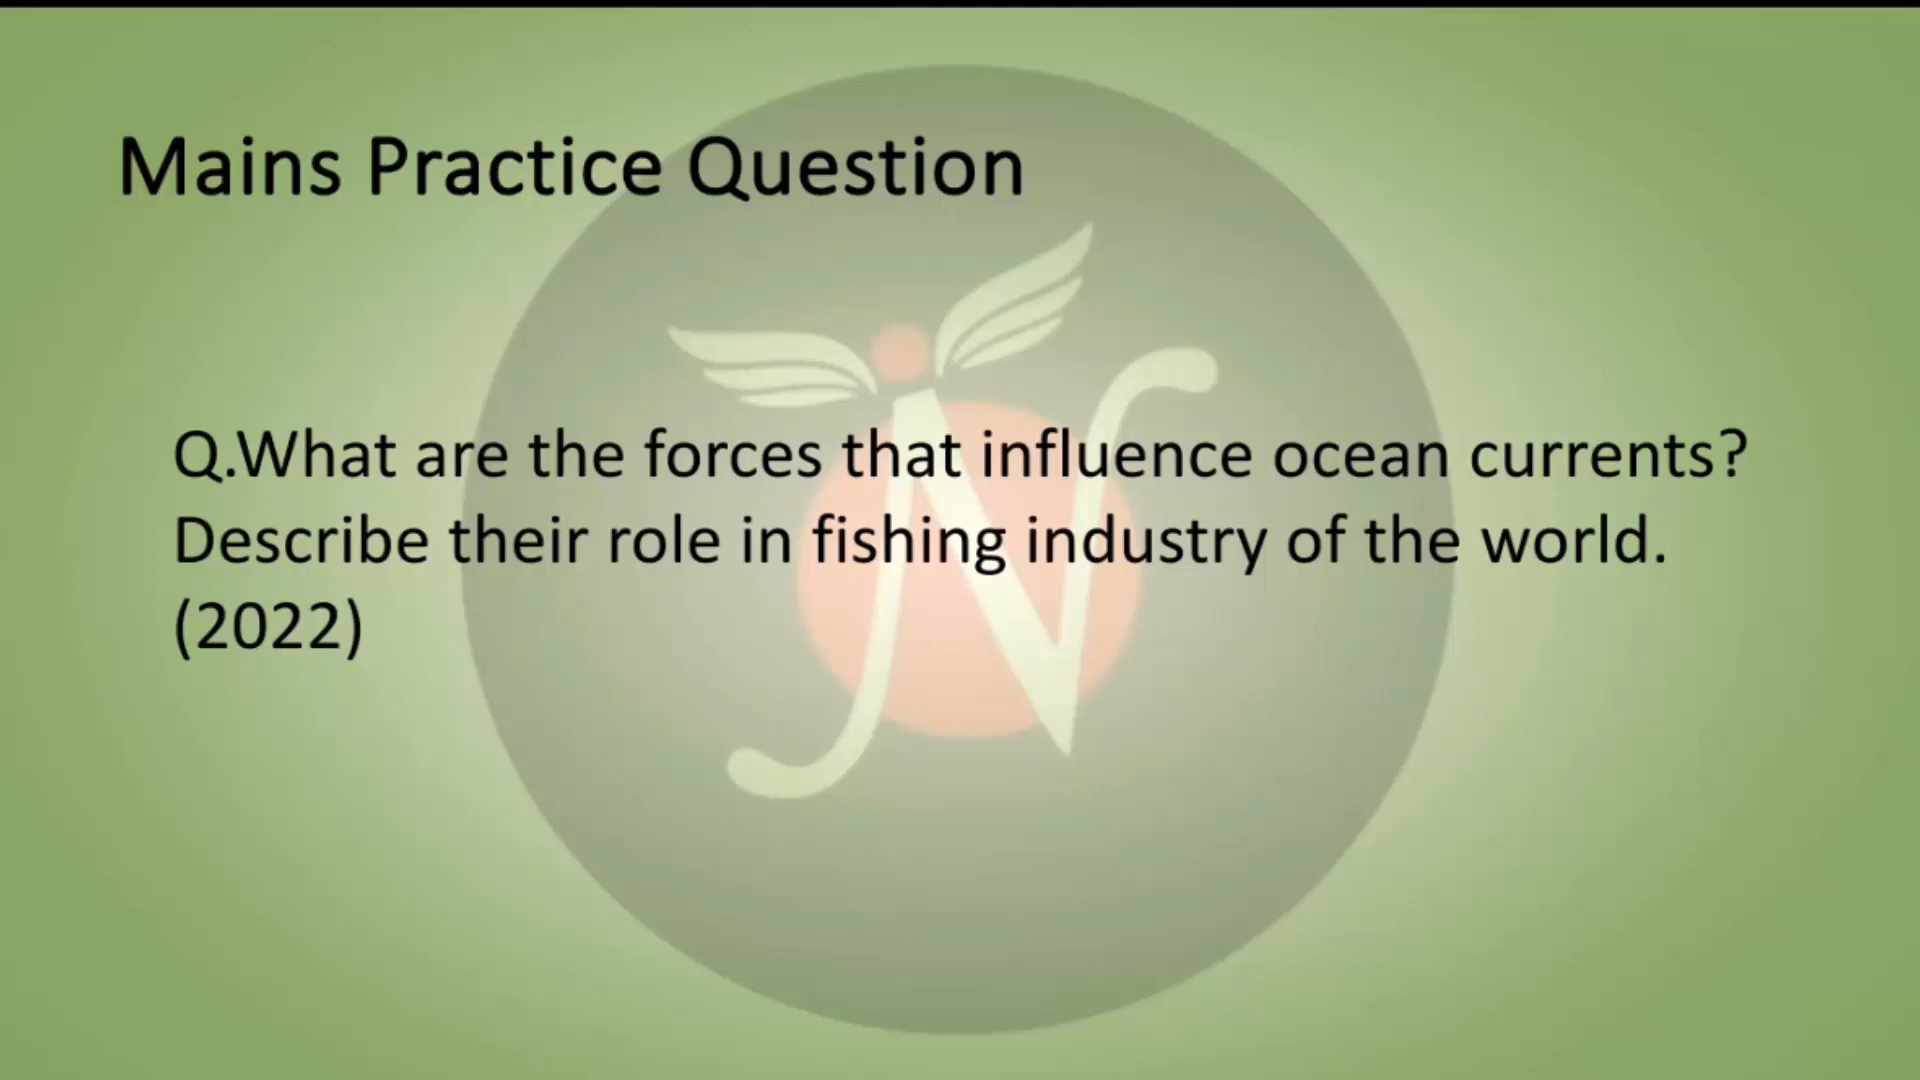 Mains Practice Question
Q.What are the forces that influence ocean currents?
Describe their role in fishing industry of the world.
(2022)